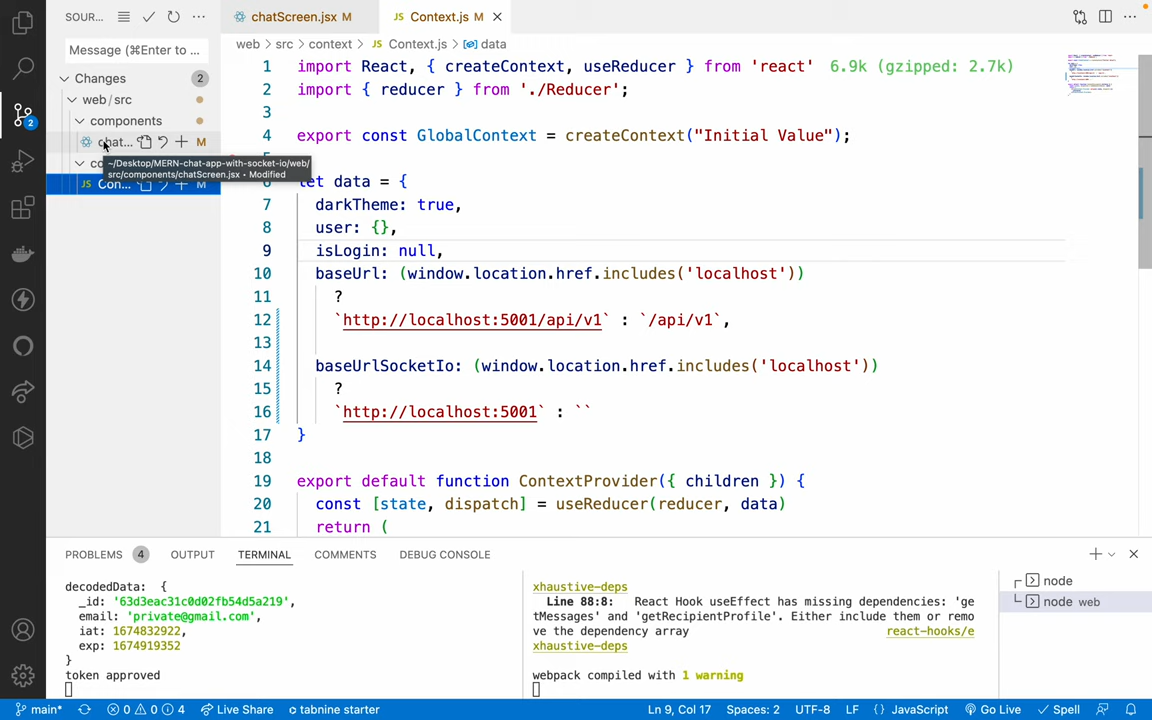 SOUR...
chatScreen.jsx M
Context.js M
Message (⌘Enter to ...
web > src > context > JS Context.js > data
Changes 2
web/src
components
chat... M
co
~/Desktop/MERN-chat-app-with-socket-io/web/
src/components/chatScreen.jsx • Modified
JS Con... M
2
1 import React, { createContext, useReducer } from 'react' 6.9k (gzipped: 2.7k)
2 import { reducer } from './Reducer';
3
4 export const GlobalContext = createContext("Initial Value");
6 let data = {
7 darkTheme: true,
8 user: {},
9 isLogin: null,
10 baseUrl: (window.location.href.includes('localhost'))
11 ?
12 `http://localhost:5001/api/v1` : `/api/v1`,
13
14 baseUrlSocketIo: (window.location.href.includes('localhost'))
15 ?
16 `http://localhost:5001` : ``
17 }
18
19 export default function ContextProvider({ children }) {
20 const [state, dispatch] = useReducer(reducer, data)
21 return (
PROBLEMS 4 OUTPUT TERMINAL COMMENTS DEBUG CONSOLE
decodedData: {
_id: '63d3eac31c0d02fb54d5a219',
email: 'private@gmail.com',
iat: 1674832922,
exp: 1674919352
}
token approved
xhaustive-deps
Line 88:8: React Hook useEffect has missing dependencies: 'ge
tMessages' and 'getRecipientProfile'. Either include them or remo
ve the dependency array react-hooks/e
xhaustive-deps
webpack compiled with 1 warning
node
node web
main* 0 0 4 Live Share tabnine starter Ln 9, Col 17 Spaces: 2 UTF-8 LF {} JavaScript Go Live Spell